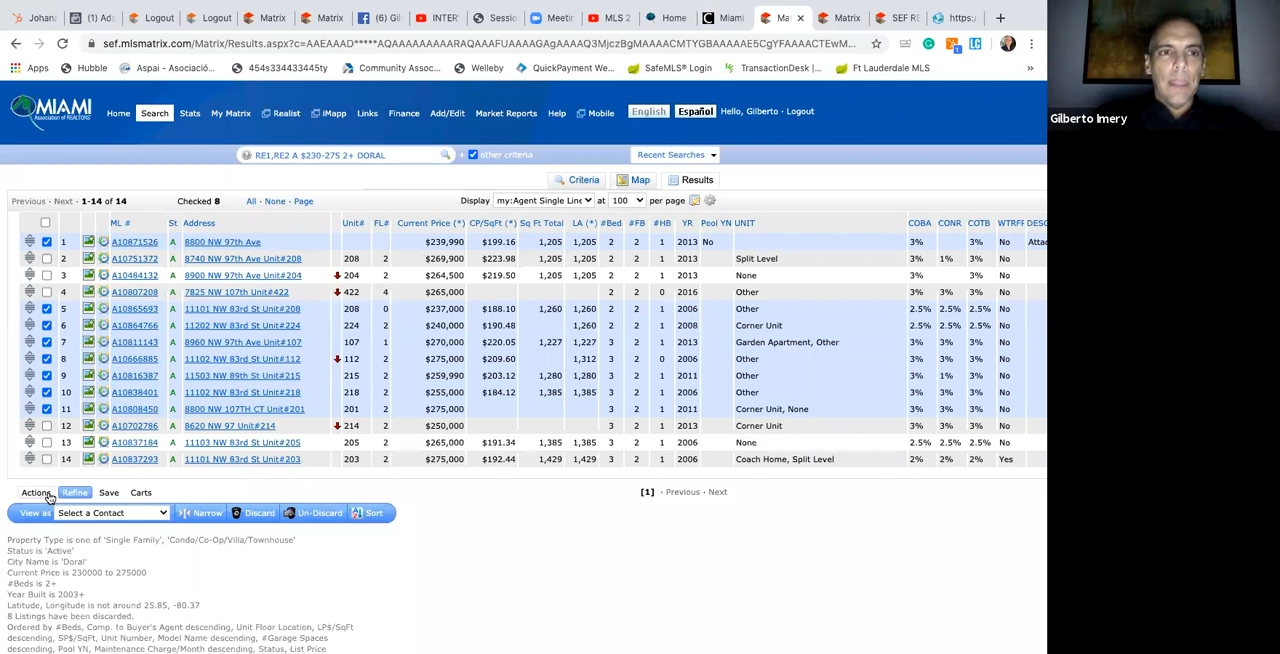 Johan
(1) Ads
Logout
Logout
Matrix
Matrix
(6) Gil
INTER
Sessio
Meetin
MLS 2
Home
Miami
Mat
Matrix
SEF RE
https:/
sef.mlsmatrix.com/Matrix/Results.aspx?c=AAEAAAD*****AQAAAAAAAAARAQAAAFUAAAAGAgAAAAQ3MjczBgMAAAACMTYGBAAAAAE5CgYFAAAACTEwM...
Apps
Hubble
Aspai - Asociació...
454s334433445ty
Community Assoc...
Welleby
QuickPayment We...
SafeMLS® Login
TransactionDesk |...
Ft Lauderdale MLS
»
MIAMI
Association of REALTORS®
Home
Search
Stats
My Matrix
Realist
iMapp
Links
Finance
Add/Edit
Market Reports
Help
Mobile
English
Español
Hello, Gilberto · Logout
RE1,RE2 A $230-275 2+ DORAL
+
other criteria
Recent Searches
Criteria
Map
Results
Previous · Next · 1-14 of 14 Checked 8 All · None · Page Display my:Agent Single Line at 100 per page
ML # St Address Unit# FL# Current Price (*) CP/SqFt (*) Sq Ft Total LA (*) #Beds #FB #HB YR Pool YN UNIT COBA CONR COTB WTRFF DESC
1 A10871526 A 8800 NW 97th Ave $239,990 $199.16 1,205 1,205 2 2 1 2013 No 3% 3% No Attac
2 A10751372 A 8740 NW 97th Ave Unit#208 208 2 $269,900 $223.98 1,205 1,205 2 2 1 2013 Split Level 3% 1% 3% No
3 A10484132 A 8900 NW 97th Ave Unit#204 204 2 $264,500 $219.50 1,205 1,205 2 2 1 2013 None 3% 3% No
4 A10807208 A 7825 NW 107th Unit#422 422 4 $265,000 2 2 0 2016 Other 3% 3% 3% No
5 A10865693 A 11101 NW 83rd St Unit#208 208 0 $237,000 $188.10 1,260 1,260 2 2 1 2006 Other 2.5% 2.5% 2.5% No
6 A10864766 A 11202 NW 83rd St Unit#224 224 2 $240,000 $190.48 1,260 2 2 1 2008 Corner Unit 2.5% 2.5% 2.5% No
7 A10811143 A 8960 NW 97th Ave Unit#107 107 1 $270,000 $220.05 1,227 1,227 3 2 1 2013 Garden Apartment, Other 3% 3% 3% No
8 A10666885 A 11102 NW 83rd St Unit#112 112 2 $275,000 $209.60 1,312 3 2 0 2006 Other 3% 3% 3% No
9 A10816387 A 11503 NW 89th St Unit#215 215 2 $259,990 $203.12 1,280 1,280 3 2 1 2011 Other 3% 1% 3% No
10 A10838401 A 11102 NW 83rd St Unit#218 218 2 $255,000 $184.12 1,385 1,385 3 2 1 2006 Other 3% 3% 3% No
11 A10808450 A 8800 NW 107TH CT Unit#201 201 2 $275,000 3 2 1 2011 Corner Unit, None 3% 3% 3% No
12 A10702786 A 8620 NW 97 Unit#214 214 2 $250,000 3 2 1 2013 Corner Unit 3% 3% 3% No
13 A10837184 A 11103 NW 83rd St Unit#205 205 2 $265,000 $191.34 1,385 1,385 3 2 1 2006 None 2.5% 2.5% 2.5% No
14 A10837293 A 11101 NW 83rd St Unit#203 203 2 $275,000 $192.44 1,429 1,429 3 2 1 2006 Coach Home, Split Level 2% 2% 2% Yes
Actions Refine Save Carts [1] · Previous · Next
View as Select a Contact Narrow Discard Un-Discard Sort
Property Type is one of 'Single Family', 'Condo/Co-Op/Villa/Townhouse'
Status is 'Active'
City Name is 'Doral'
Current Price is 230000 to 275000
#Beds is 2+
Year Built is 2003+
Latitude, Longitude is not around 25.85, -80.37
8 Listings have been discarded.
Ordered by #Beds, Comp. to Buyer's Agent descending, Unit Floor Location, LP$/SqFt
descending, SP$/SqFt, Unit Number, Model Name descending, #Garage Spaces
descending, Pool YN, Maintenance Charge/Month descending, Status, List Price
Gilberto Imery